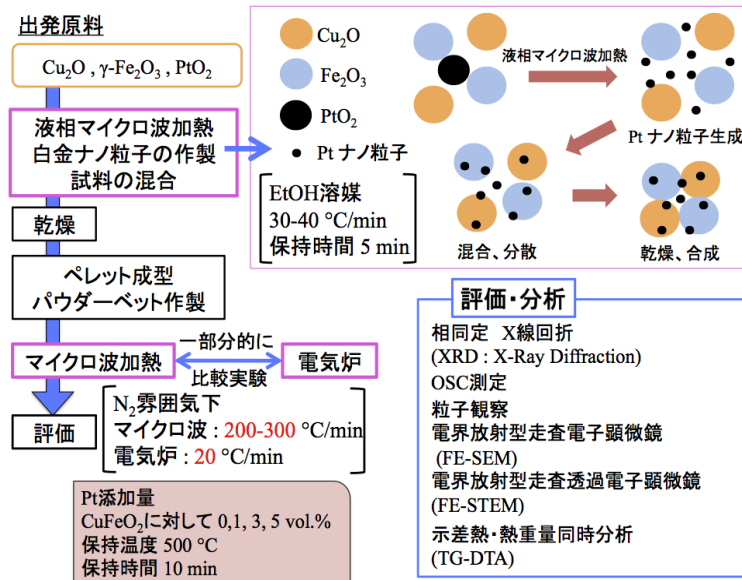 出発原料
Cu₂O , γ-Fe₂O₃ , PtO₂
液相マイクロ波加熱
白金ナノ粒子の作製
試料の混合
乾燥
ペレット成型
パウダーベット作製
マイクロ波加熱
一部分的に
比較実験
電気炉
評価
N₂雰囲気下
マイクロ波 : 200-300 °C/min
電気炉 : 20 °C/min
Pt添加量
CuFeO₂に対して 0,1, 3, 5 vol.%
保持温度 500 °C
保持時間 10 min
Cu₂O
Fe₂O₃
PtO₂
Pt ナノ粒子
EtOH溶媒
30-40 °C/min
保持時間 5 min
液相マイクロ波加熱
Pt ナノ粒子生成
混合、分散
乾燥、合成
評価・分析
相同定 X線回折
(XRD : X-Ray Diffraction)
OSC測定
粒子観察
電界放射型走査電子顕微鏡
(FE-SEM)
電界放射型走査透過電子顕微鏡
(FE-STEM)
示差熱・熱重量同時分析
(TG-DTA)